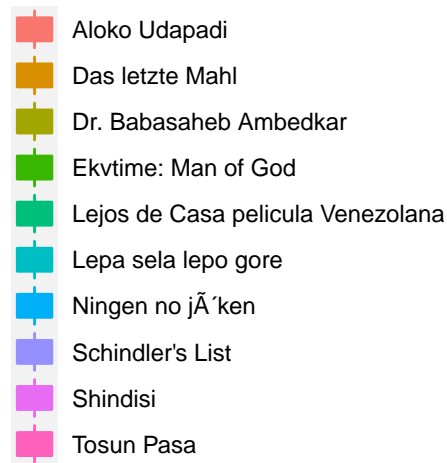 Aloko Udapadi
Das letzte Mahl
Dr. Babasaheb Ambedkar
Ekvtime: Man of God
Lejos de Casa pelicula Venezolana
Lepa sela lepo gore
Ningen no jÃ´ken
Schindler's List
Shindisi
Tosun Pasa